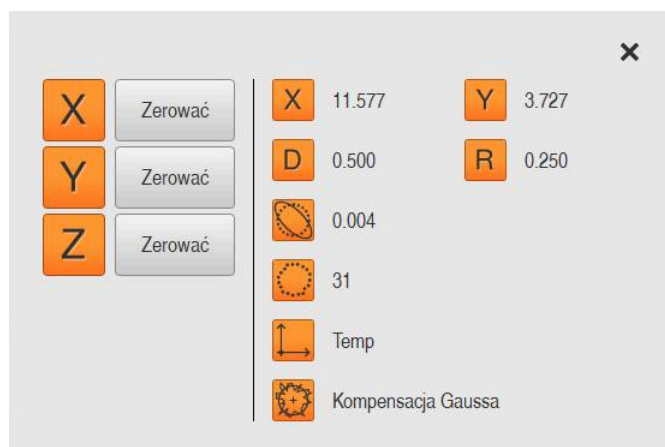 ×
X Zerować X 11.577 Y 3.727
Y Zerować D 0.500 R 0.250
Z Zerować 0.004
31
Temp
Kompensacja Gaussa